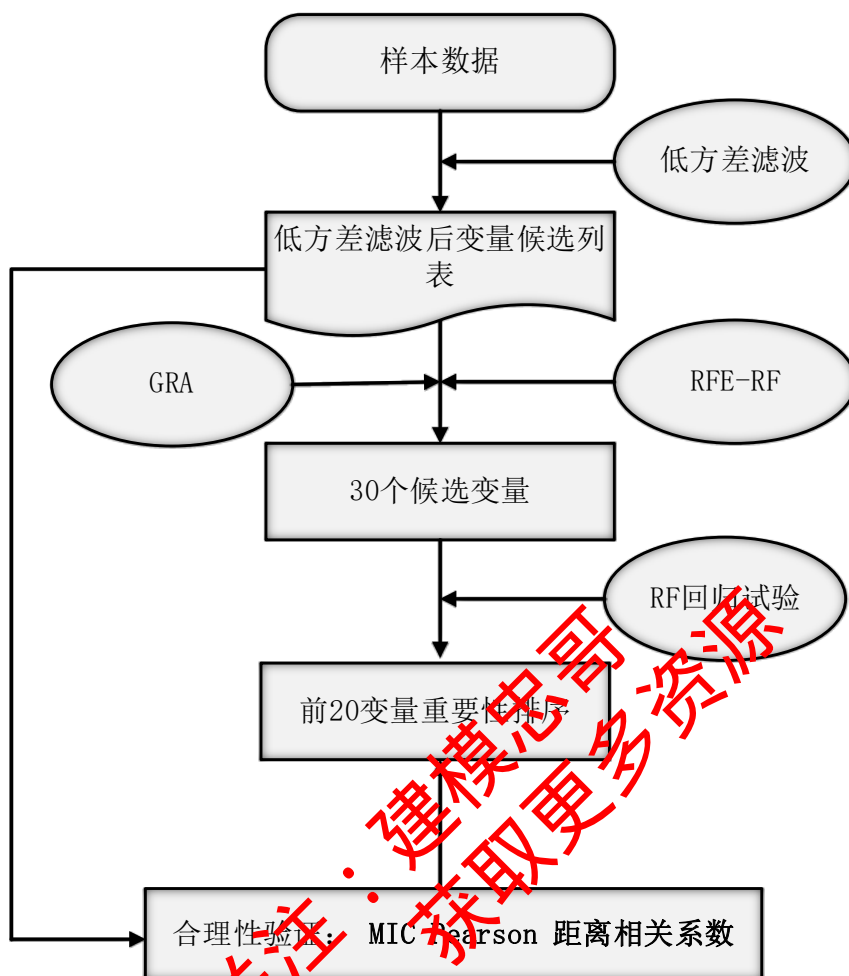 样本数据
低方差滤波
低方差滤波后变量候选列
表
GRA
RFE-RF
30个候选变量
RF回归试验
前20变量重要性排序
合理性验证： MIC Pearson 距离相关系数
注：建模忠哥
获取更多资源